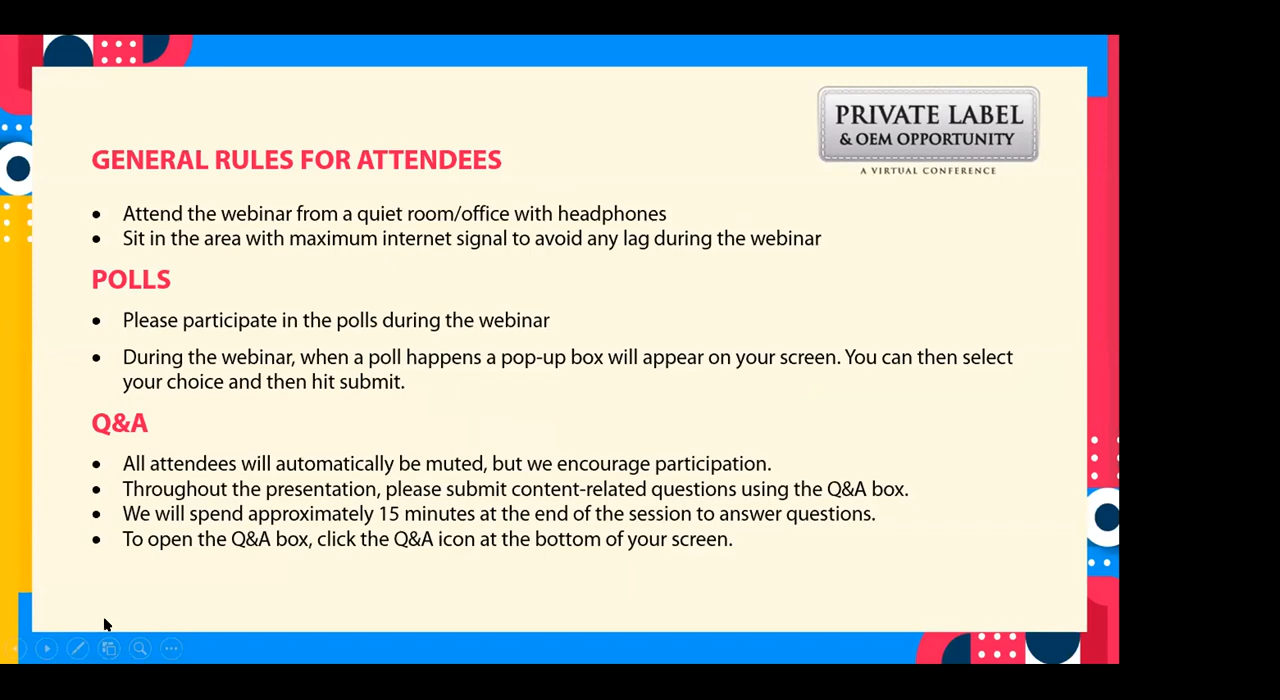 PRIVATE LABEL
& OEM OPPORTUNITY
A VIRTUAL CONFERENCE
GENERAL RULES FOR ATTENDEES
• Attend the webinar from a quiet room/office with headphones
• Sit in the area with maximum internet signal to avoid any lag during the webinar
POLLS
• Please participate in the polls during the webinar
• During the webinar, when a poll happens a pop-up box will appear on your screen. You can then select
your choice and then hit submit.
Q&A
• All attendees will automatically be muted, but we encourage participation.
• Throughout the presentation, please submit content-related questions using the Q&A box.
• We will spend approximately 15 minutes at the end of the session to answer questions.
• To open the Q&A box, click the Q&A icon at the bottom of your screen.